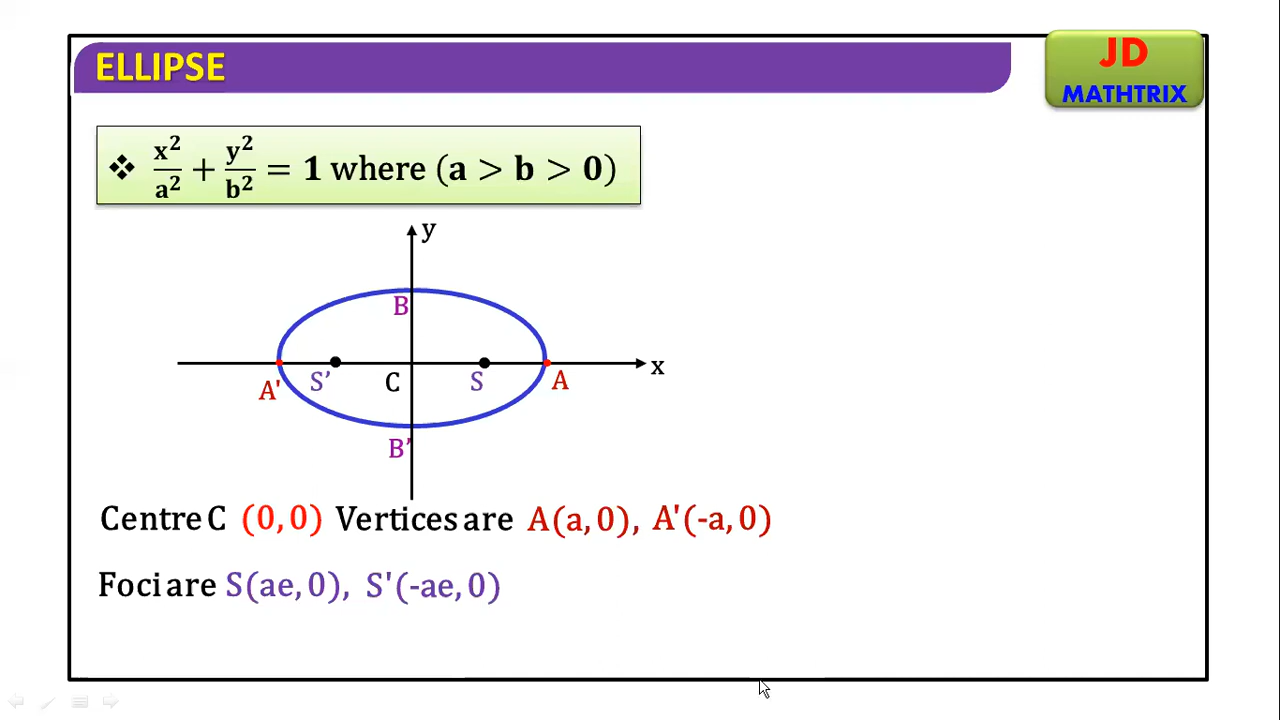 ELLIPSE
JD
MATHTRIX
❖ x²/a² + y²/b² = 1 where (a > b > 0)
y
B
x
A' S' C S A
B'
Centre C (0,0) Vertices are A(a,0), A'(-a,0)
Foci are S(ae,0), S'(-ae,0)